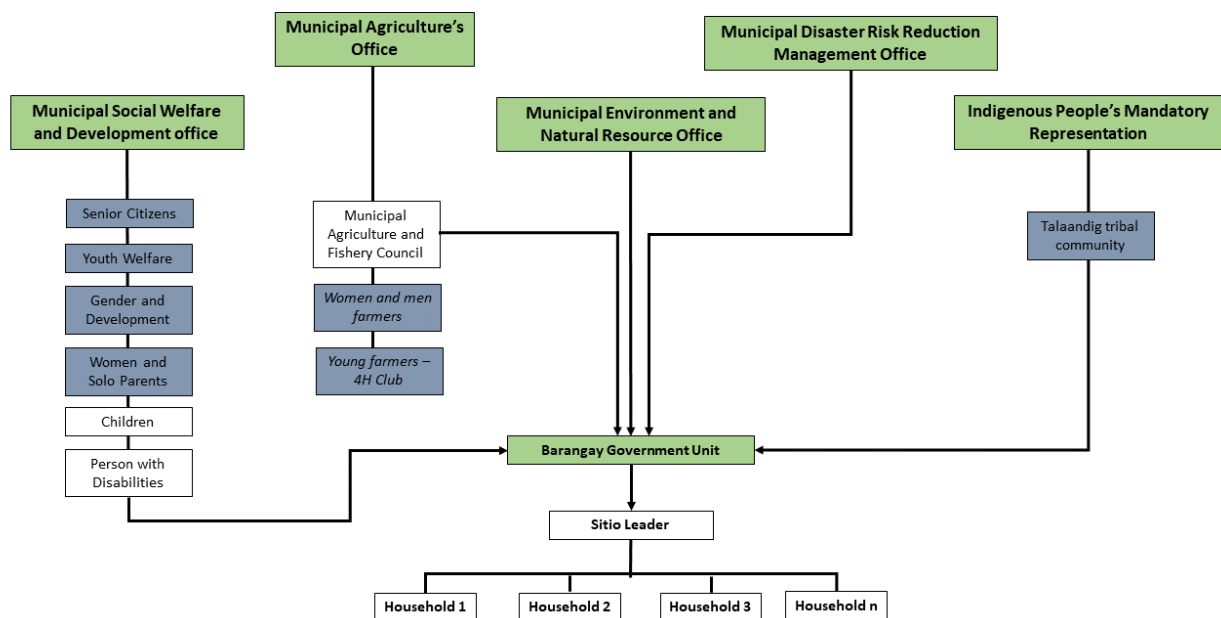 Municipal Agriculture's
Office
Municipal Disaster Risk Reduction
Management Office
Municipal Social Welfare
and Development office
Municipal Environment and
Natural Resource Office
Indigenous People's Mandatory
Representation
Senior Citizens
Youth Welfare
Gender and
Development
Women and
Solo Parents
Children
Person with
Disabilities
Municipal
Agriculture and
Fishery Council
Women and men
farmers
Young farmers –
4H Club
Talaandig tribal
community
Barangay Government Unit
Sitio Leader
Household 1
Household 2
Household 3
Household n